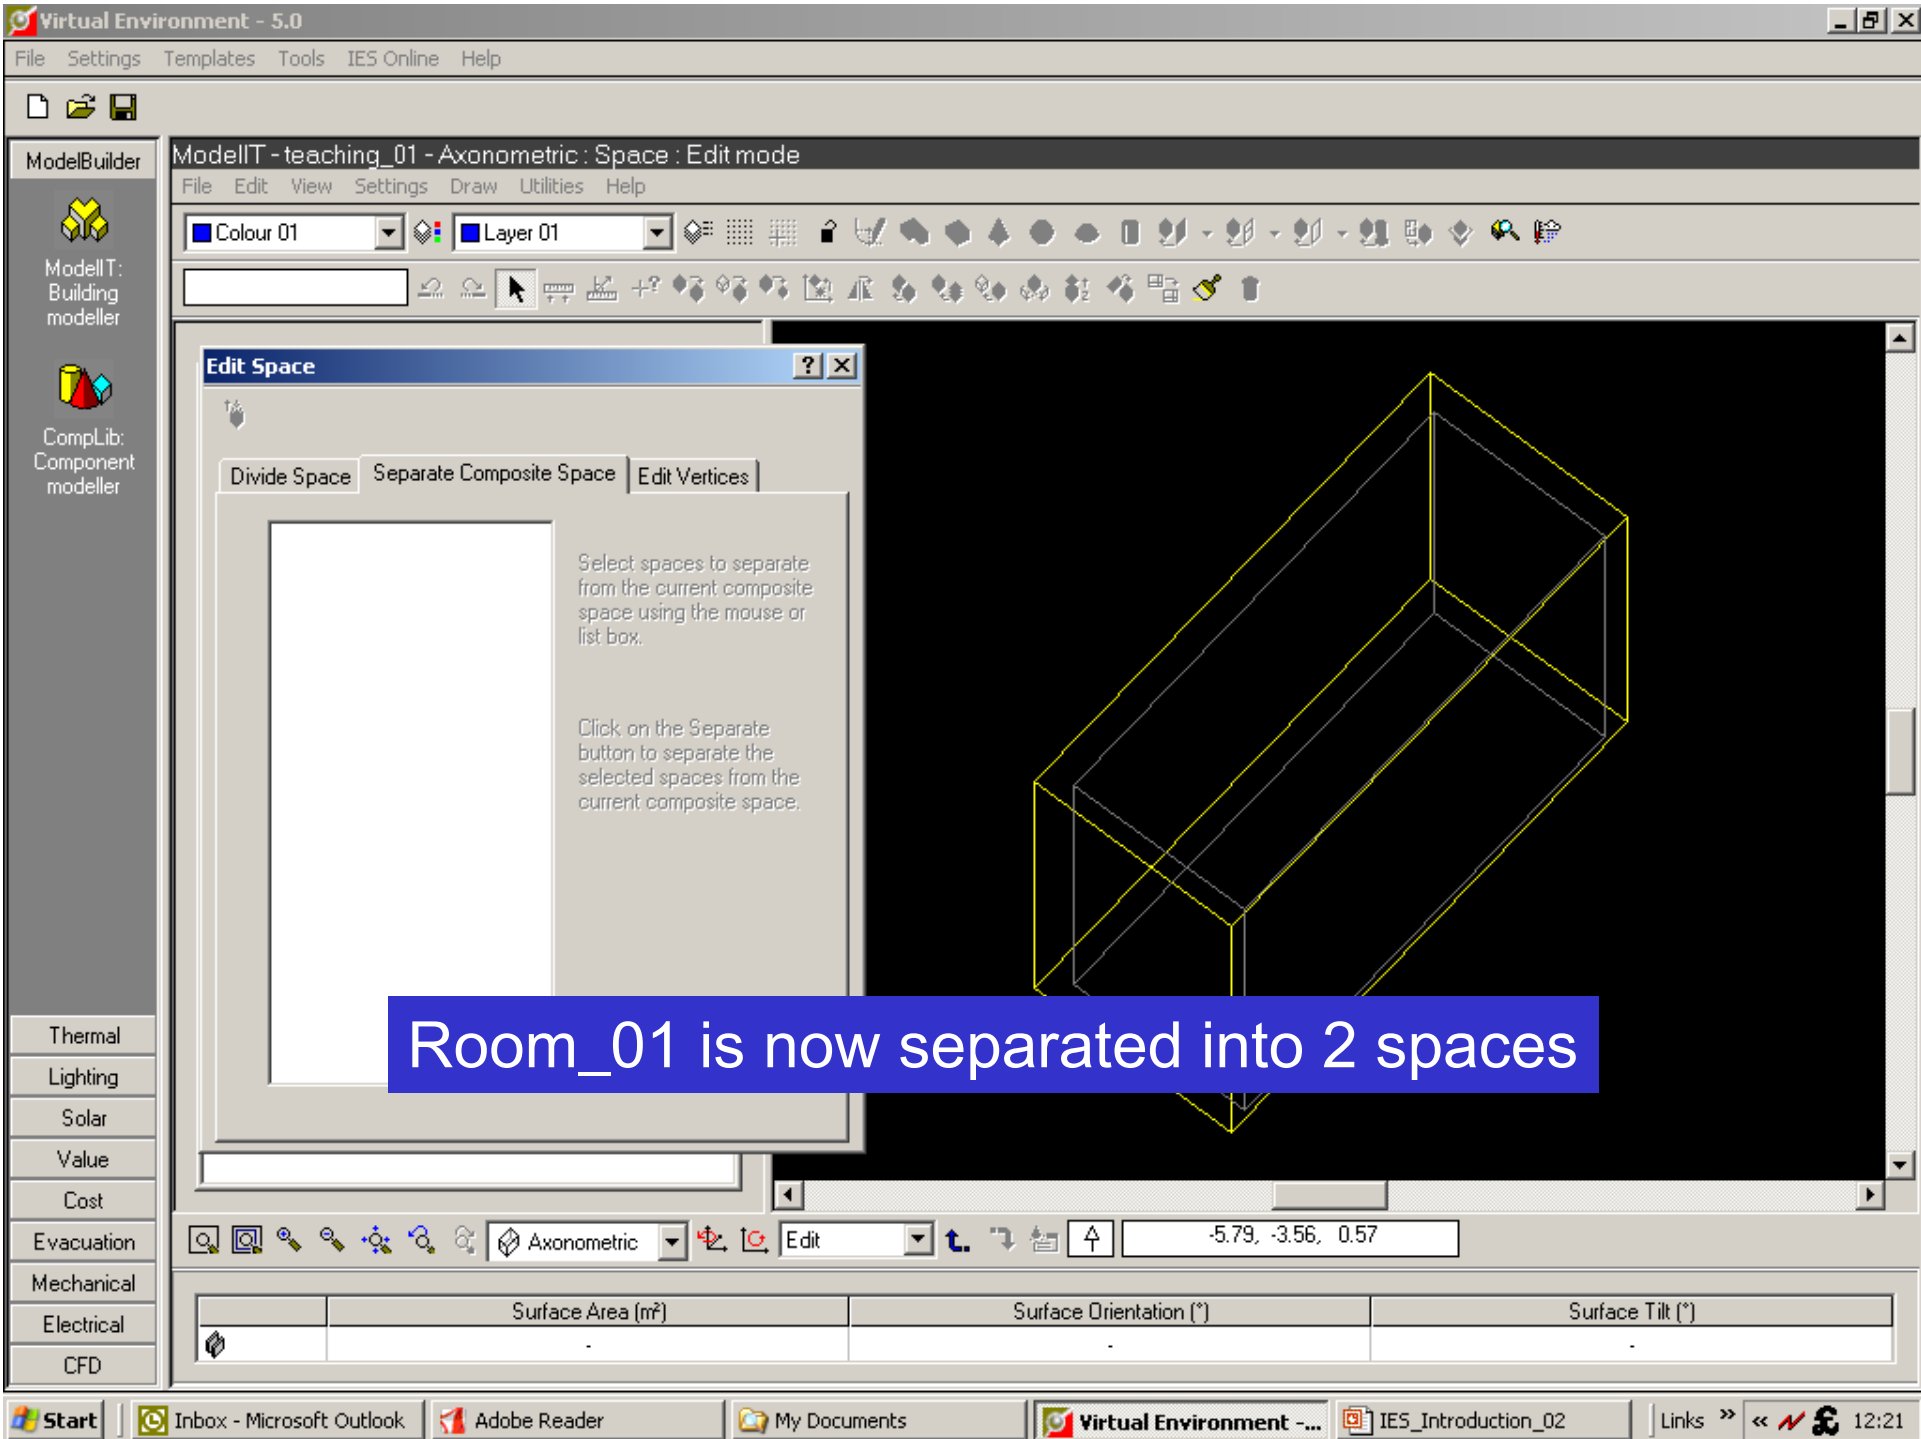 Virtual Environment - 5.0
File Settings Templates Tools IES Online Help
ModelBuilder
ModelIT - teaching_01 - Axonometric : Space : Edit mode
File Edit View Settings Draw Utilities Help
Colour 01
Layer 01
ModelIT:
Building
modeller
CompLib:
Component
modeller
Edit Space
Divide Space
Separate Composite Space
Edit Vertices
Select spaces to separate
from the current composite
space using the mouse or
list box.
Click on the Separate
button to separate the
selected spaces from the
current composite space.
Room_01 is now separated into 2 spaces
Thermal
Lighting
Solar
Value
Cost
Evacuation
Mechanical
Electrical
CFD
Axonometric
Edit
-5.79, -3.56, 0.57
Surface Area (m²) Surface Orientation (°) Surface Tilt (°)
- - -
Start
Inbox - Microsoft Outlook
Adobe Reader
My Documents
Virtual Environment -...
IES_Introduction_02
Links
12:21